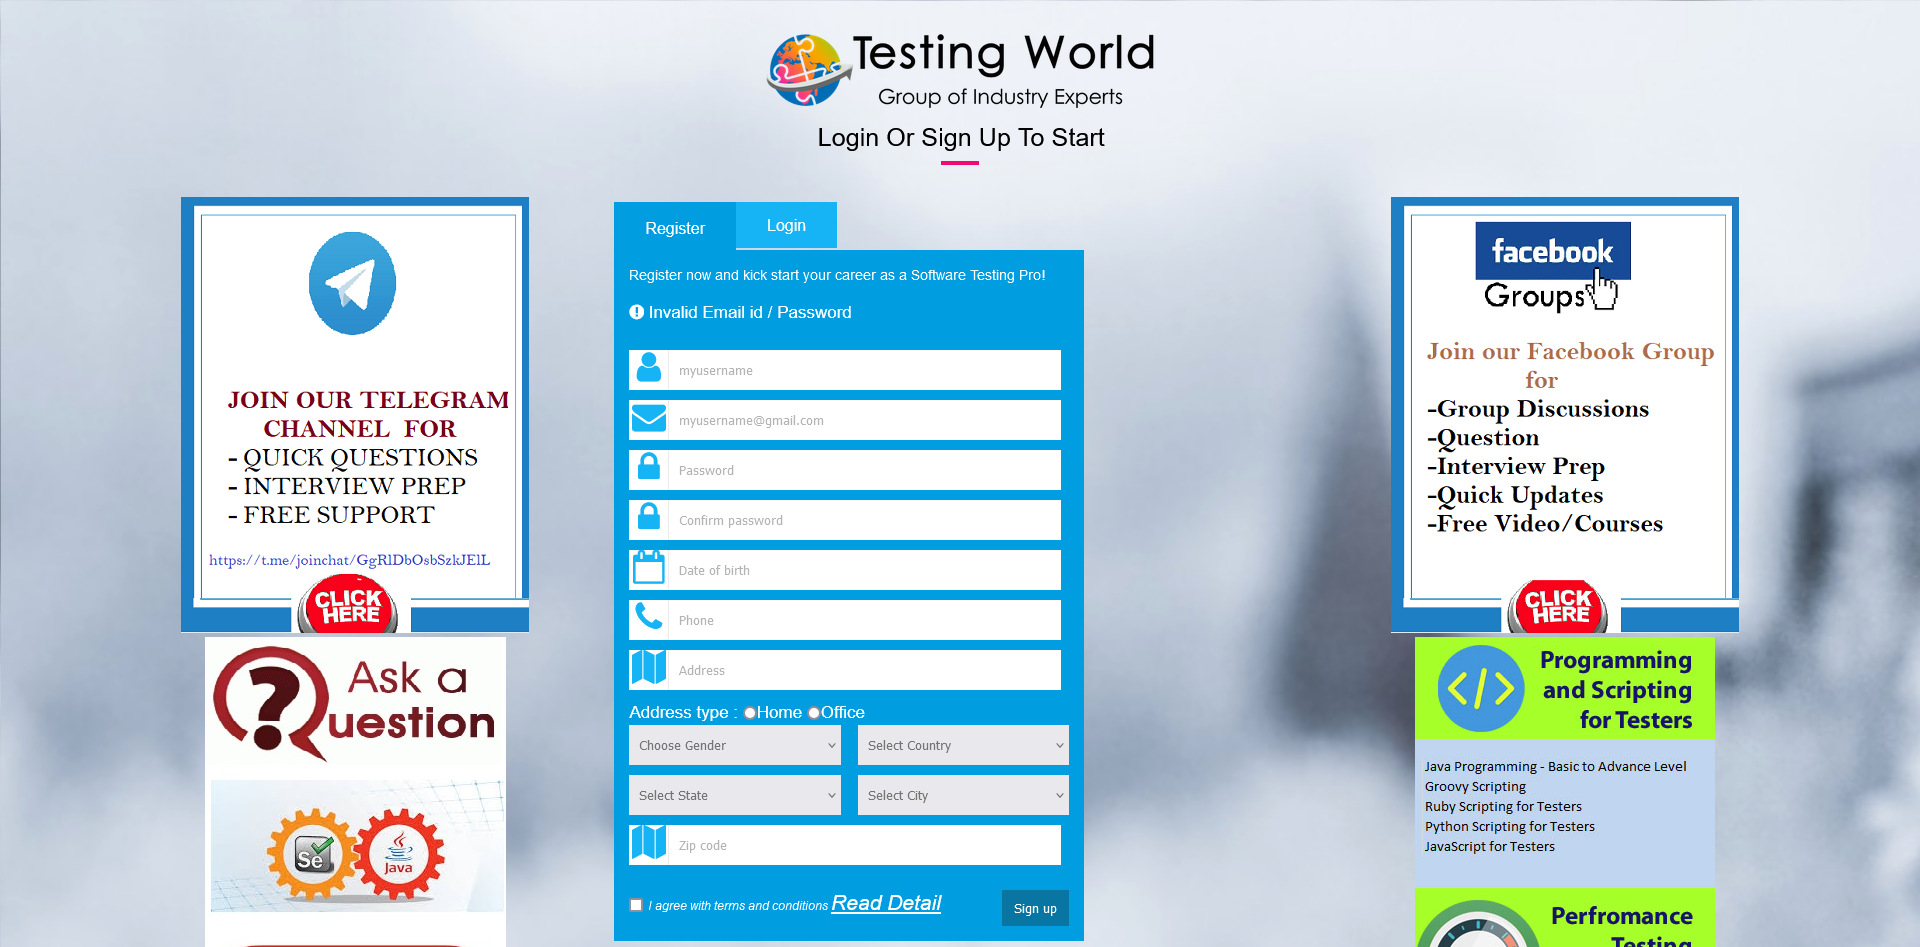 Testing World
Group of Industry Experts
Login Or Sign Up To Start
JOIN OUR TELEGRAM
CHANNEL FOR
- QUICK QUESTIONS
- INTERVIEW PREP
- FREE SUPPORT
https://t.me/joinchat/GgRlDbOsbSzkJElL
CLICK
HERE
Ask a
Question
Se
Java
Register
Login
Register now and kick start your career as a Software Testing Pro!
Invalid Email id / Password
myusername
myusername@gmail.com
Password
Confirm password
Date of birth
Phone
Address
Address type : Home Office
Choose Gender
Select Country
Select State
Select City
Zip code
I agree with terms and conditions Read Detail
Sign up
facebook
Groups
Join our Facebook Group
for
-Group Discussions
-Question
-Interview Prep
-Quick Updates
-Free Video/Courses
CLICK
HERE
Programming
and Scripting
for Testers
Java Programming - Basic to Advance Level
Groovy Scripting
Ruby Scripting for Testers
Python Scripting for Testers
JavaScript for Testers
Perfromance
Testing